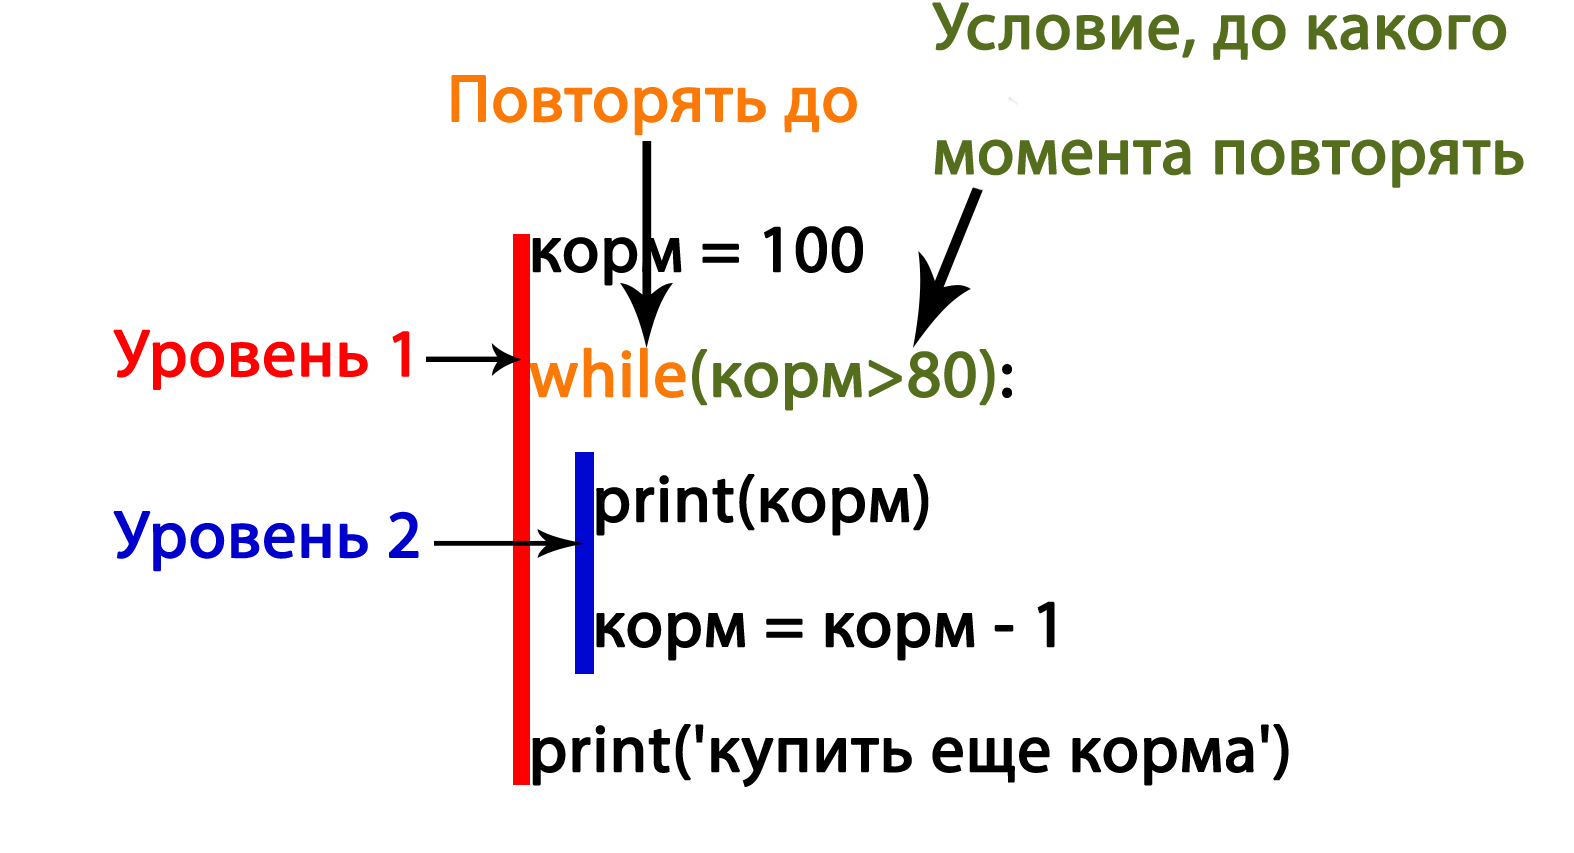 Условие, до какого
момента повторять
Повторять до
корм = 100
Уровень 1
while(корм>80):
print(корм)
Уровень 2
корм = корм - 1
print('купить еще корма')